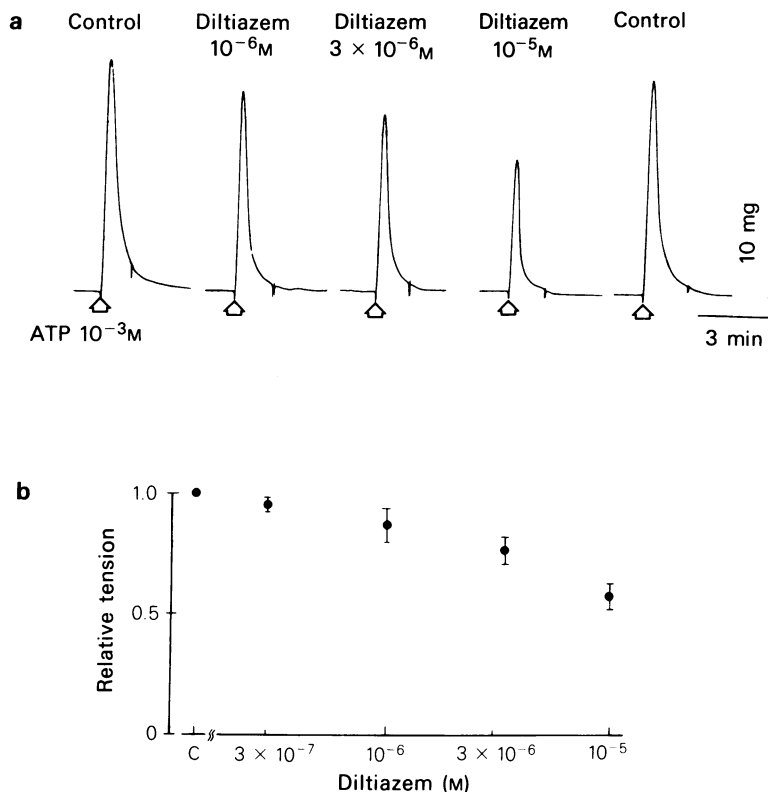 a
Control
Diltiazem
10⁻⁶M
Diltiazem
3 × 10⁻⁶M
Diltiazem
10⁻⁵M
Control
10 mg
ATP 10⁻³M
3 min
b
1.0
0.5
0
Relative tension
C
3 × 10⁻⁷
10⁻⁶
3 × 10⁻⁶
10⁻⁵
Diltiazem (M)